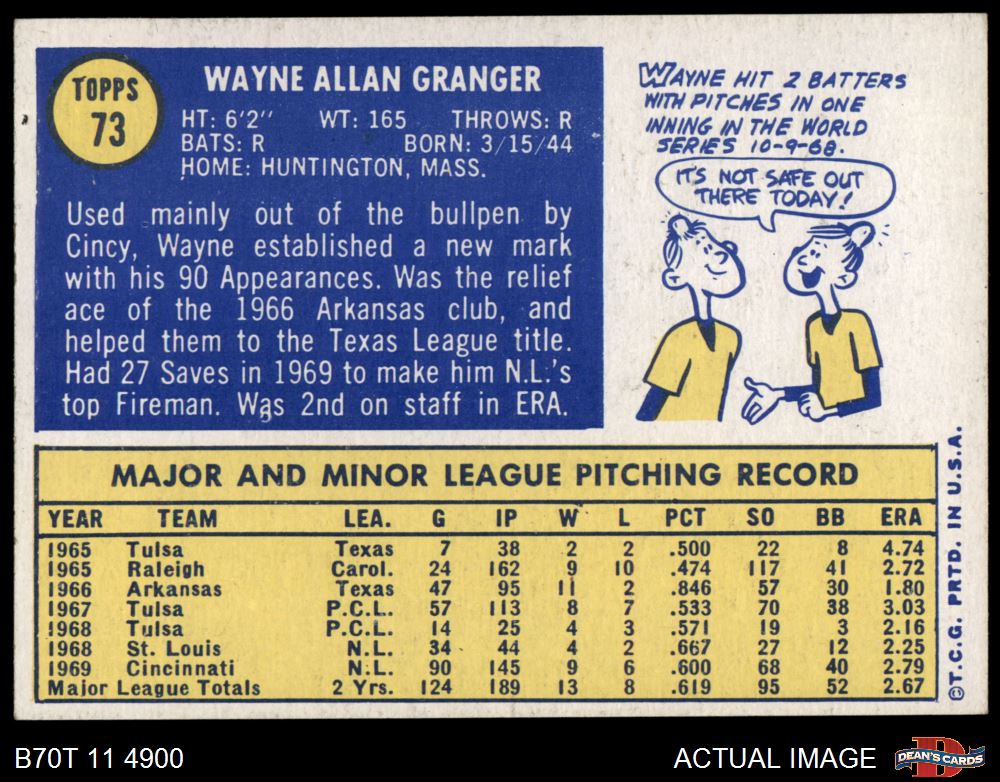 TOPPS
73
WAYNE ALLAN GRANGER
HT: 6'2" WT: 165 THROWS: R
BATS: R BORN: 3/15/44
HOME: HUNTINGTON, MASS.
Used mainly out of the bullpen by
Cincy, Wayne established a new mark
with his 90 Appearances. Was the relief
ace of the 1966 Arkansas club, and
helped them to the Texas League title.
Had 27 Saves in 1969 to make him N.L.'s
top Fireman. Was 2nd on staff in ERA.
WAYNE HIT 2 BATTERS
WITH PITCHES IN ONE
INNING IN THE WORLD
SERIES 10-9-68.
IT'S NOT SAFE OUT
THERE TODAY!
MAJOR AND MINOR LEAGUE PITCHING RECORD
YEAR TEAM LEA. G IP W L PCT SO BB ERA
1965 Tulsa Texas 7 38 2 2 .500 22 8 4.74
1965 Raleigh Carol. 24 162 9 10 .474 117 41 2.72
1966 Arkansas Texas 47 95 11 2 .846 57 30 1.80
1967 Tulsa P.C.L. 57 113 8 7 .533 70 38 3.03
1968 Tulsa P.C.L. 14 25 4 3 .571 19 3 2.16
1968 St. Louis N.L. 34 44 4 2 .667 27 12 2.25
1969 Cincinnati N.L. 90 145 9 6 .600 68 40 2.79
Major League Totals 2 Yrs. 124 189 13 8 .619 95 52 2.67
©T.C.G. PRTD. IN U.S.A.
B70T 11 4900
ACTUAL IMAGE
D
DEAN'S CARDS